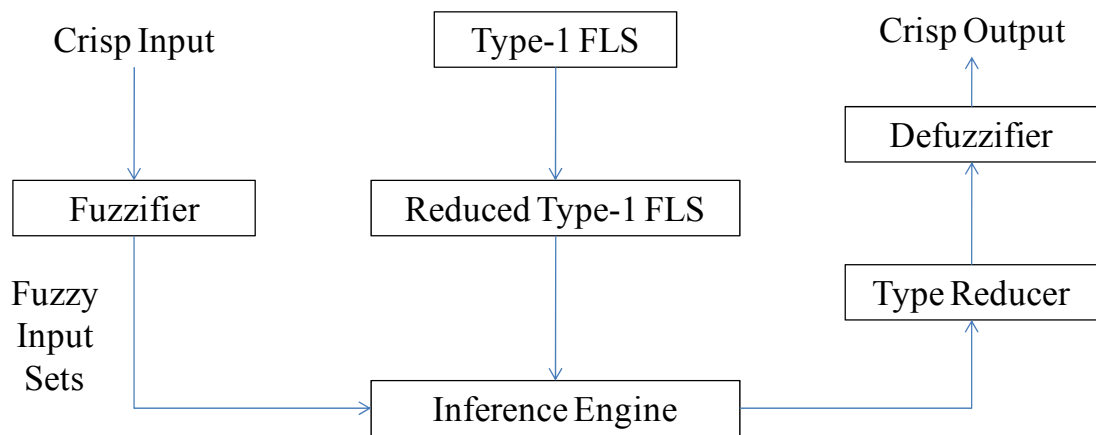 Crisp Input
Type-1 FLS
Crisp Output
Defuzzifier
Fuzzifier
Reduced Type-1 FLS
Fuzzy
Input
Sets
Type Reducer
Inference Engine